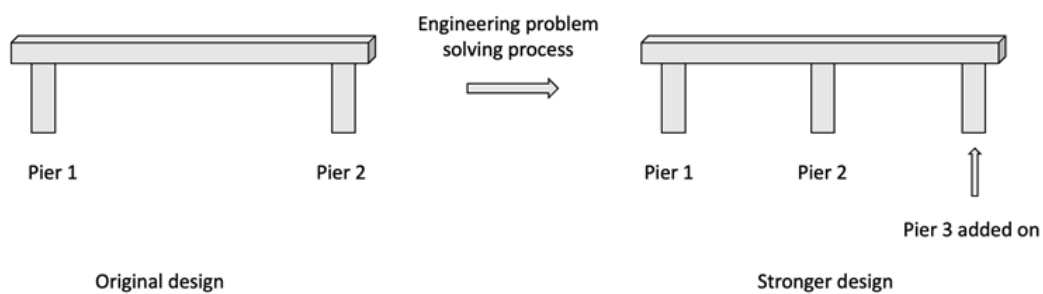 Engineering problem
solving process
Pier 1
Pier 2
Pier 1
Pier 2
Pier 3 added on
Original design
Stronger design